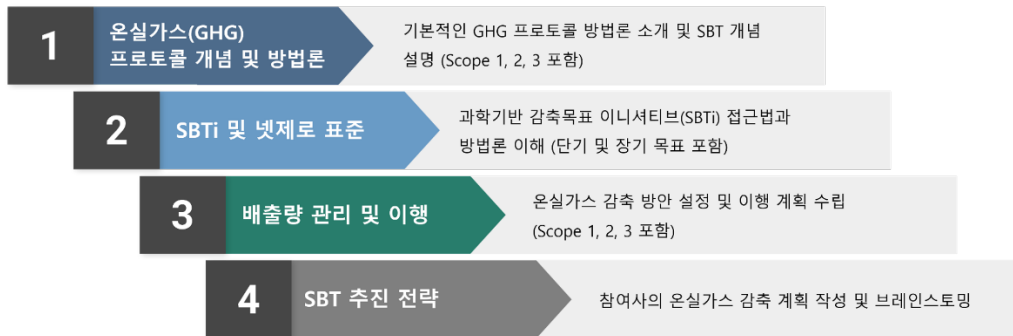 1
온실가스(GHG)
프로토콜 개념 및 방법론
기본적인 GHG 프로토콜 방법론 소개 및 SBT 개념
설명 (Scope 1, 2, 3 포함)
2
SBTi 및 넷제로 표준
과학기반 감축목표 이니셔티브(SBTi) 접근법과
방법론 이해 (단기 및 장기 목표 포함)
3
배출량 관리 및 이행
온실가스 감축 방안 설정 및 이행 계획 수립
(Scope 1, 2, 3 포함)
4
SBT 추진 전략
참여사의 온실가스 감축 계획 작성 및 브레인스토밍